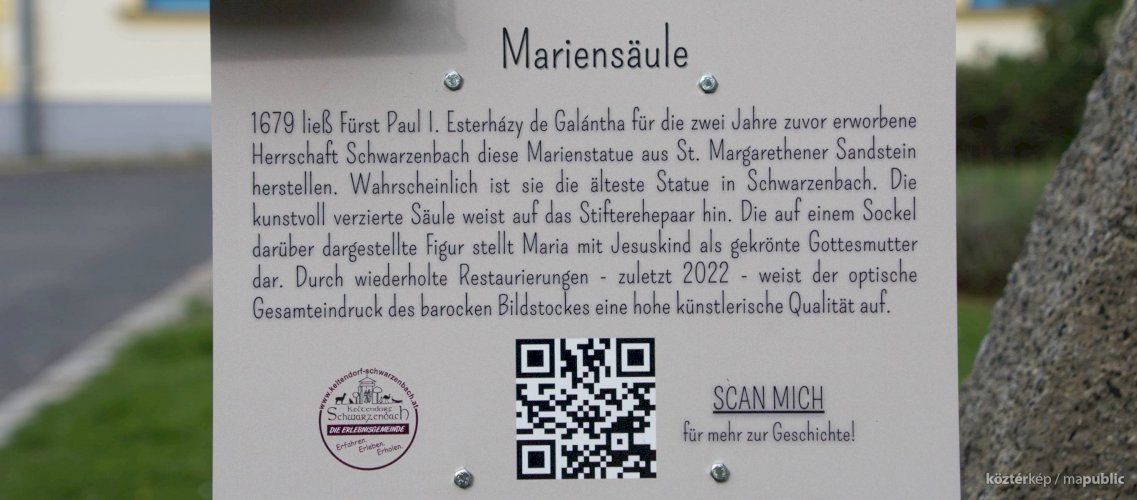 Mariensäule
1679 ließ Fürst Paul I. Esterházy de Galántha für die zwei Jahre zuvor erworbene
Herrschaft Schwarzenbach diese Marienstatue aus St. Margarethener Sandstein
herstellen. Wahrscheinlich ist sie die älteste Statue in Schwarzenbach. Die
kunstvoll verzierte Säule weist auf das Stifterehepaar hin. Die auf einem Sockel
darüber dargestellte Figur stellt Maria mit Jesuskind als gekrönte Gottesmutter
dar. Durch wiederholte Restaurierungen - zuletzt 2022 - weist der optische
Gesamteindruck des barocken Bildstockes eine hohe künstlerische Qualität auf.
www.keltendorf-schwarzenbach.at
Keltendorf
Schwarzenbach
DIE ERLEBNISGEMEINDE
Erfahren.
Erleben.
Erholen.
SCAN MICH
für mehr zur Geschichte!
köztérkép / mapublic